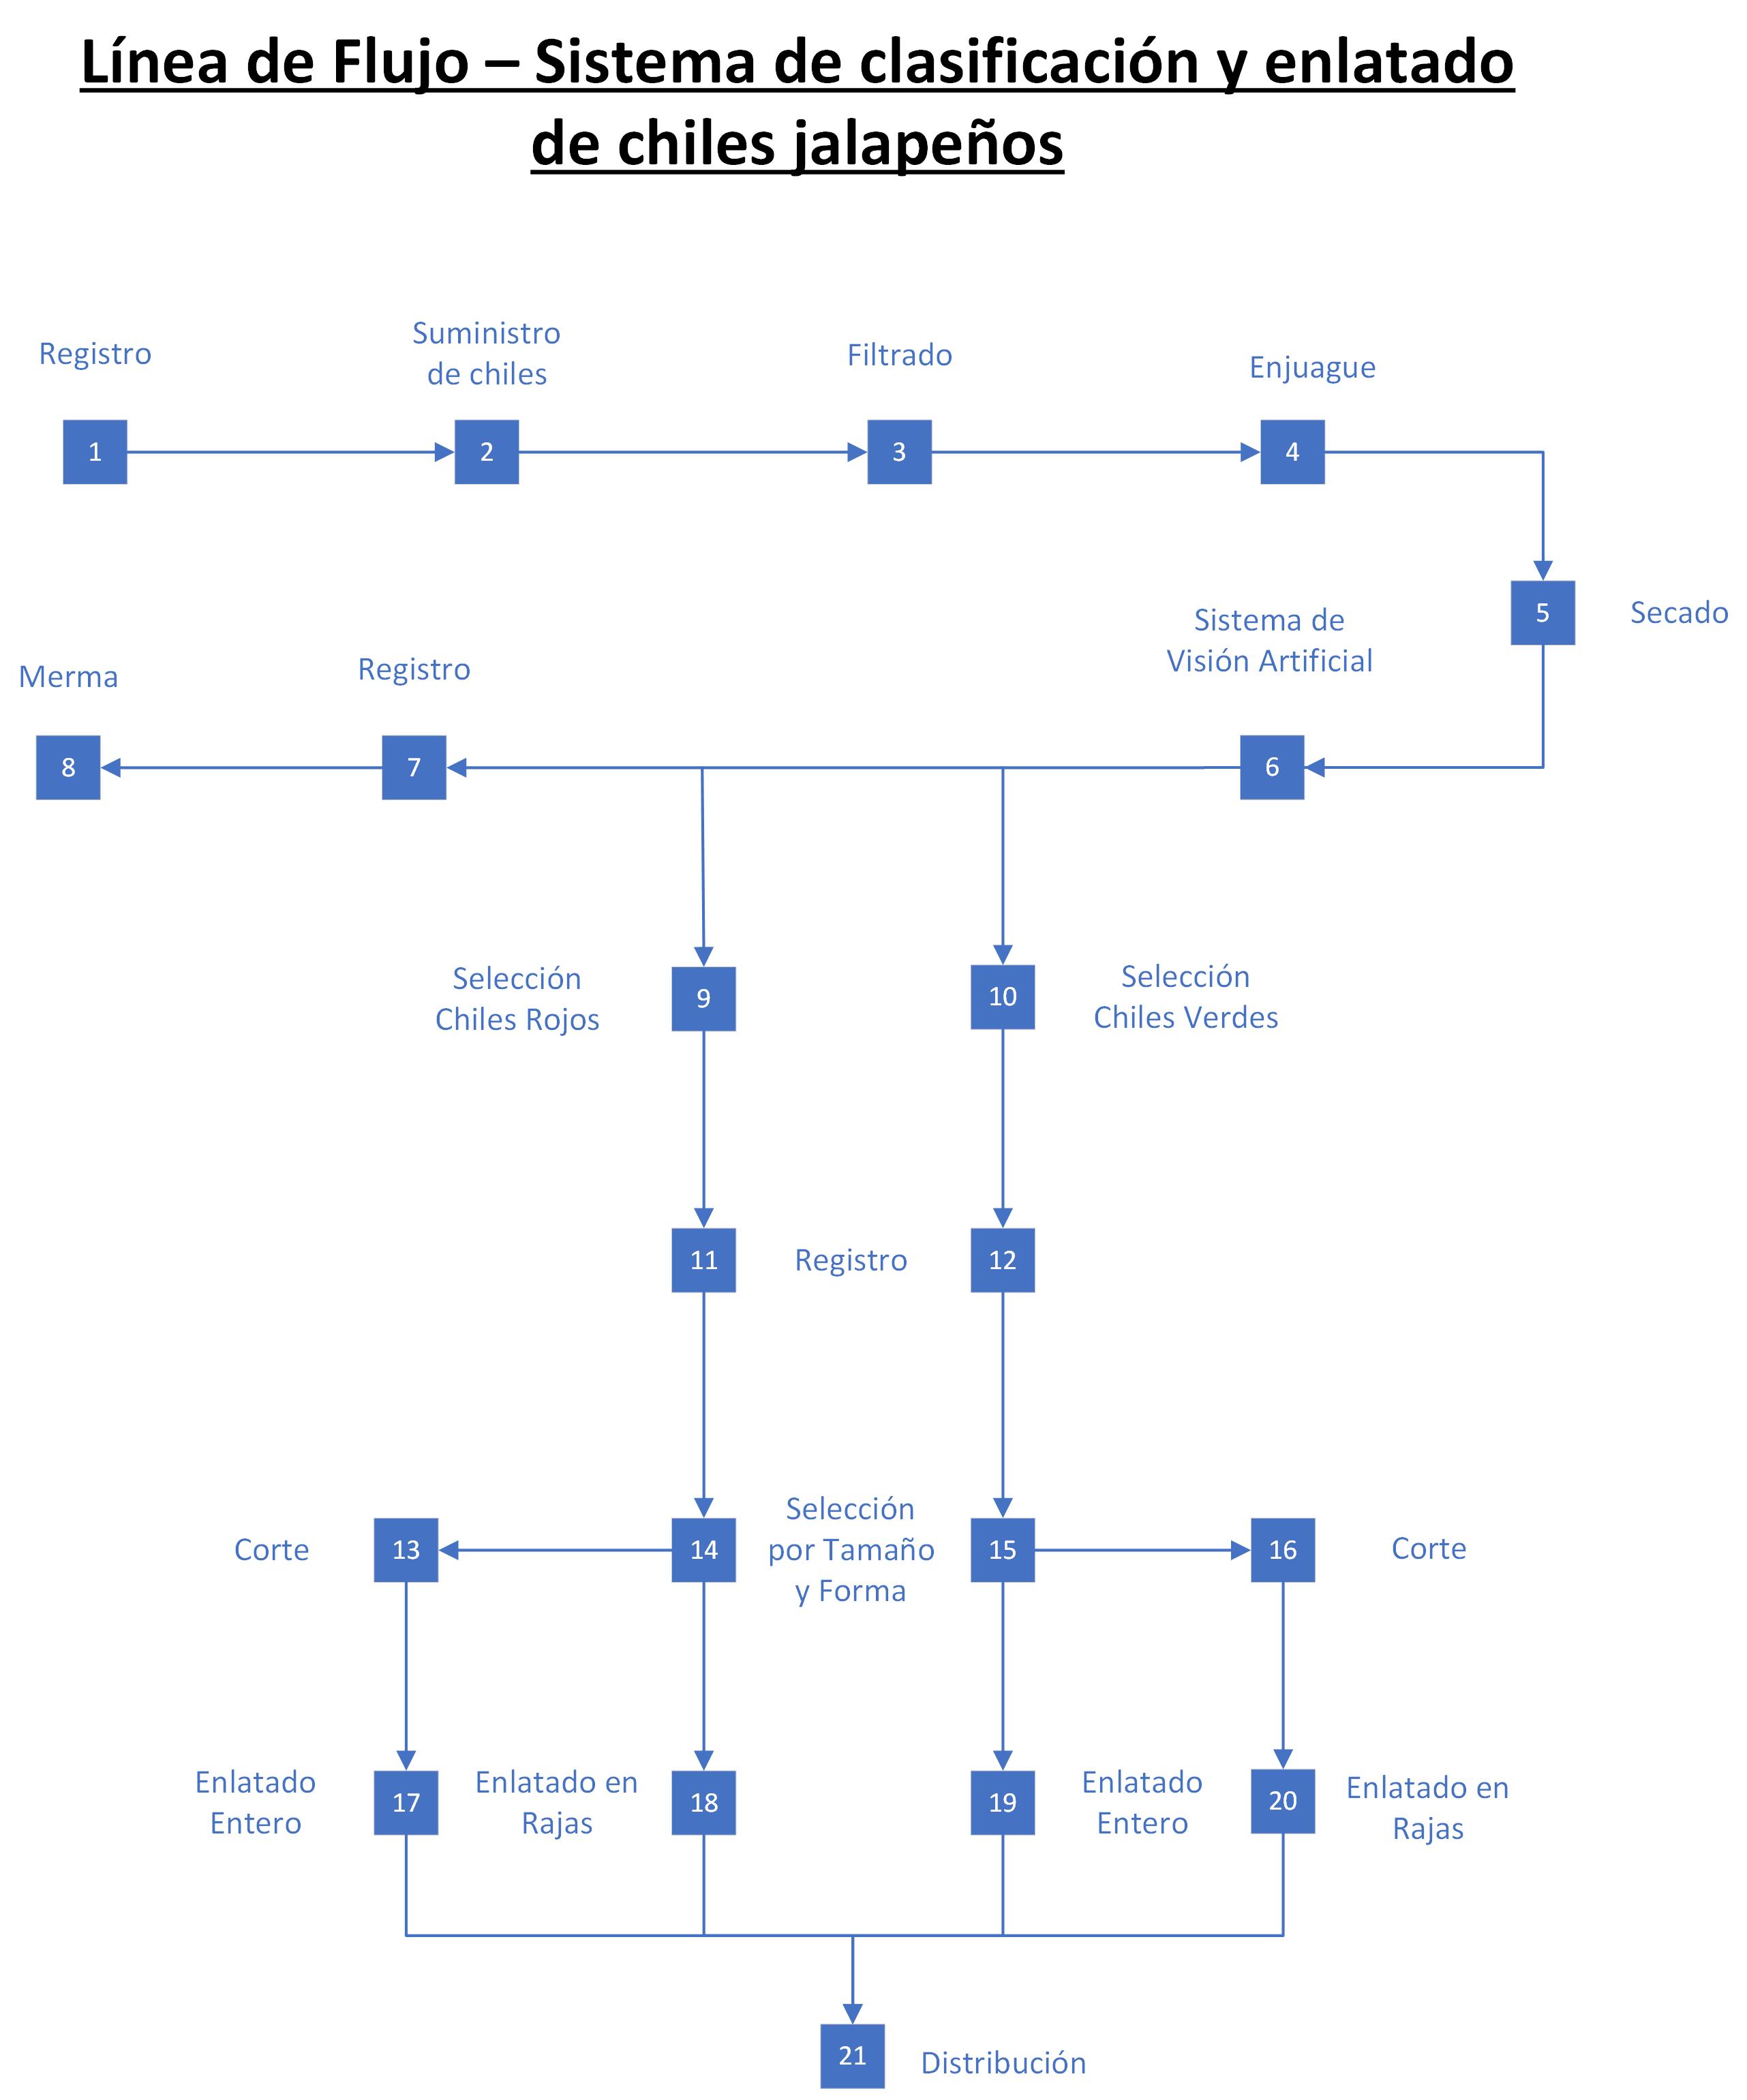 Línea de Flujo – Sistema de clasificación y enlatado
de chiles jalapeños
Registro
Suministro
de chiles
Filtrado
Enjuague
1
2
3
4
5
Secado
Sistema de
Visión Artificial
Registro
Merma
8
7
6
Selección
Chiles Rojos
9
10
Selección
Chiles Verdes
11
Registro
12
Corte
13
14
Selección
por Tamaño
y Forma
15
16
Corte
Enlatado
Entero
17
Enlatado en
Rajas
18
19
Enlatado
Entero
20
Enlatado en
Rajas
21
Distribución